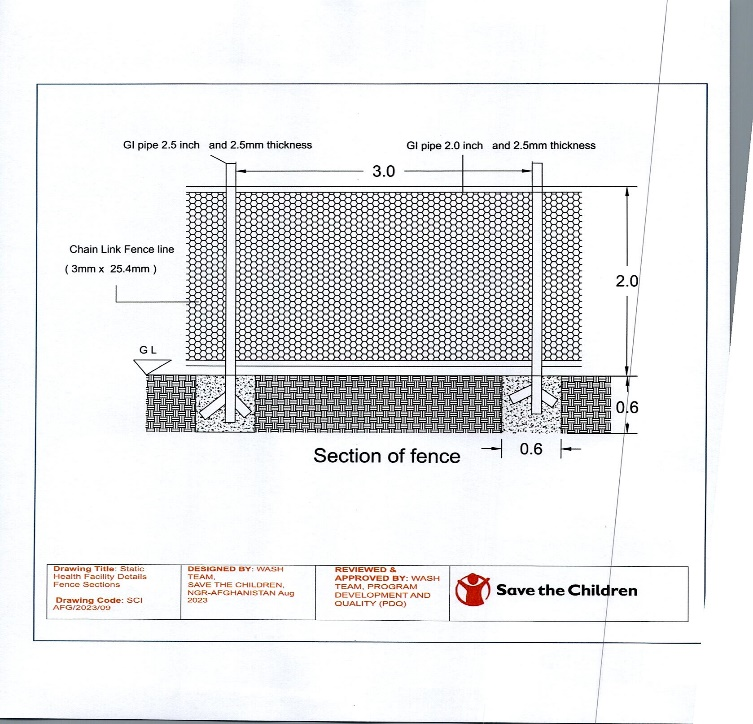 GI pipe 2.5 inch and 2.5mm thickness
GI pipe 2.0 inch and 2.5mm thickness
3.0
Chain Link Fence line
( 3mm x 25.4mm )
2.0
G L
0.6
Section of fence
0.6
Drawing Title: Static
Health Facility Details
Fence Sections
Drawing Code: SCI
AFG/2023/09
DESIGNED BY: WASH
TEAM,
SAVE THE CHILDREN,
NGR-AFGHANISTAN Aug
2023
REVIEWED &
APPROVED BY: WASH
TEAM, PROGRAM
DEVELOPMENT AND
QUALITY (PDQ)
Save the Children